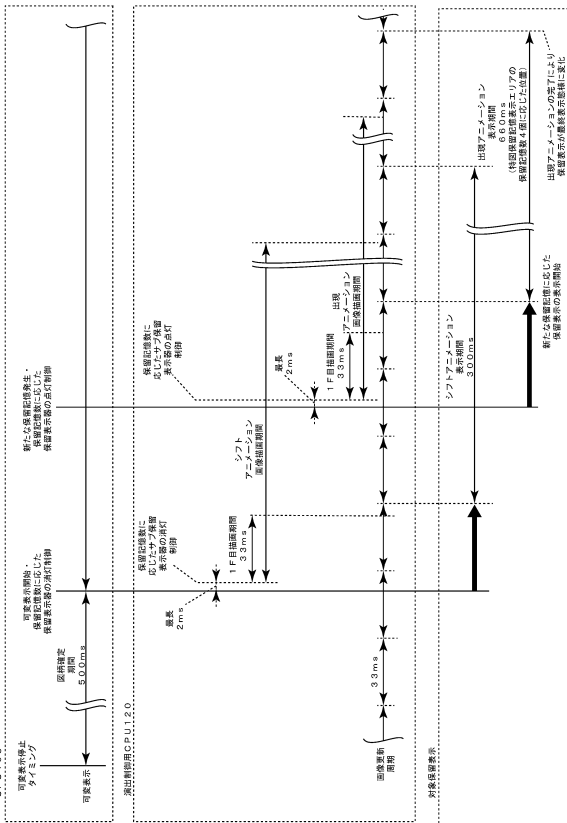 可変表示停止
タイミング
可変表示
図柄確定
期間
500ms
可変表示開始・
保留記憶数に応じた
保留表示器の消灯制御
新たな保留記憶発生・
保留記憶数に応じた
保留表示器の点灯制御
演出制御用CPU120
最長
2ms
保留記憶数に
応じたサブ保留
表示器の消灯
制御
1F目描画期間
33ms
シフト
アニメーション
画像描画期間
保留記憶数に
応じたサブ保留
表示器の点灯
制御
最長
2ms
1F目描画期間
33ms
出現
アニメーション
画像描画期間
画像更新
周期
33ms
対象保留表示
シフトアニメーション
表示期間
300ms
新たな保留記憶に応じた
保留表示の表示開始
出現アニメーション
表示期間
660ms
(特図保留記憶表示エリアの
保留記憶数4個に応じた位置)
出現アニメーションの完了により
保留表示が最終表示態様に変化